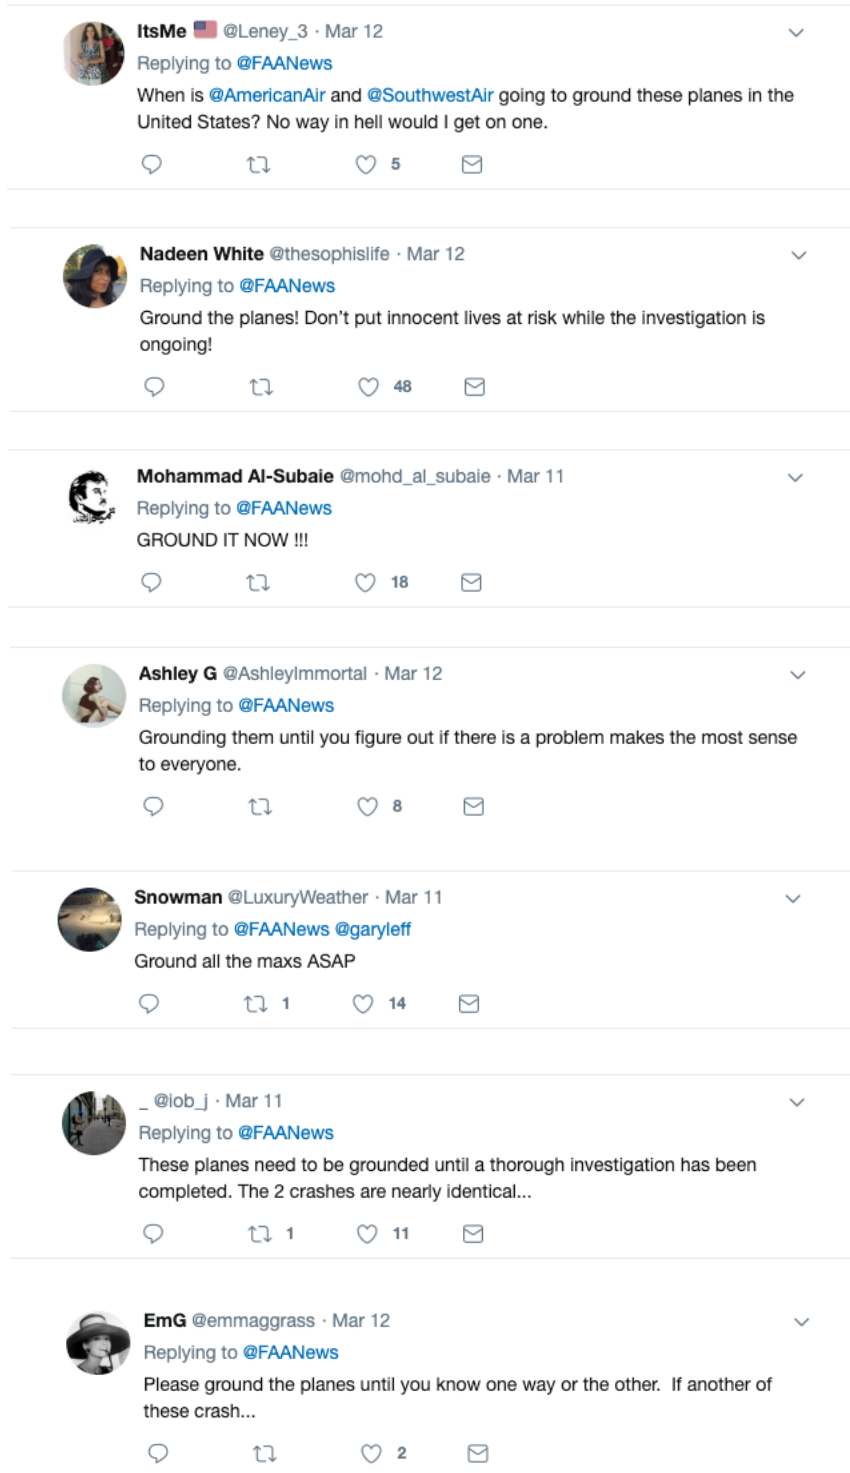 ItsMe @Leney_3 · Mar 12
Replying to @FAANews
When is @AmericanAir and @SouthwestAir going to ground these planes in the
United States? No way in hell would I get on one.
5
Nadeen White @thesophislife · Mar 12
Replying to @FAANews
Ground the planes! Don't put innocent lives at risk while the investigation is
ongoing!
48
Mohammad Al-Subaie @mohd_al_subaie · Mar 11
Replying to @FAANews
GROUND IT NOW !!!
18
Ashley G @AshleyImmortal · Mar 12
Replying to @FAANews
Grounding them until you figure out if there is a problem makes the most sense
to everyone.
8
Snowman @LuxuryWeather · Mar 11
Replying to @FAANews @garyleff
Ground all the maxs ASAP
1 14
_ @iob_j · Mar 11
Replying to @FAANews
These planes need to be grounded until a thorough investigation has been
completed. The 2 crashes are nearly identical...
1 11
EmG @emmaggrass · Mar 12
Replying to @FAANews
Please ground the planes until you know one way or the other.  If another of
these crash...
2